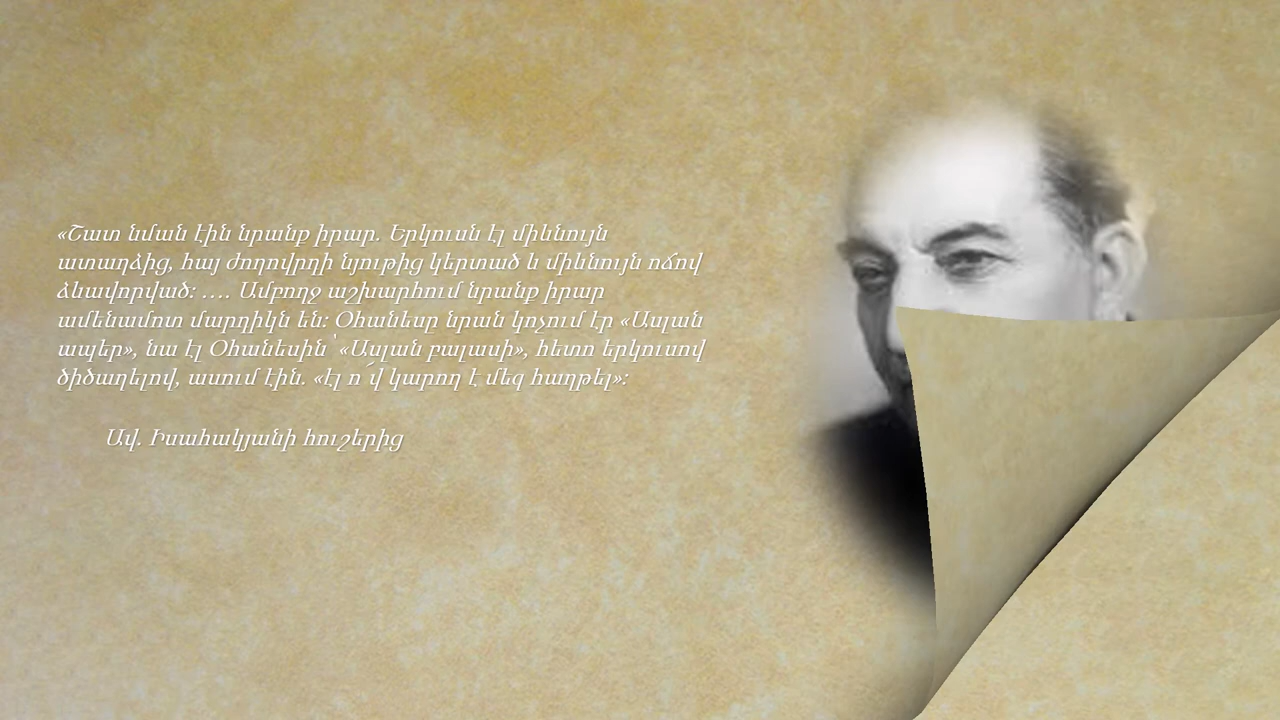 «Շատ նման էին նրանք իրար. Երկուսն էլ միևնույն
ատաղձից, հայ ժողովրդի նյութից կերտած և միևնույն ոճով
ձևավորված: …. Ամբողջ աշխարհում նրանք իրար
ամենամոտ մարդիկն են: Օհանեսը նրան կոչում էր «Ասլան
ապեր», նա էլ Օհանեսին՝ «Ասլան բալասի», հետո երկուսով
ծիծաղելով, ասում էին. «էլ ո՜վ կարող է մեզ հաղթել»:
Ավ. Իսահակյանի հուշերից